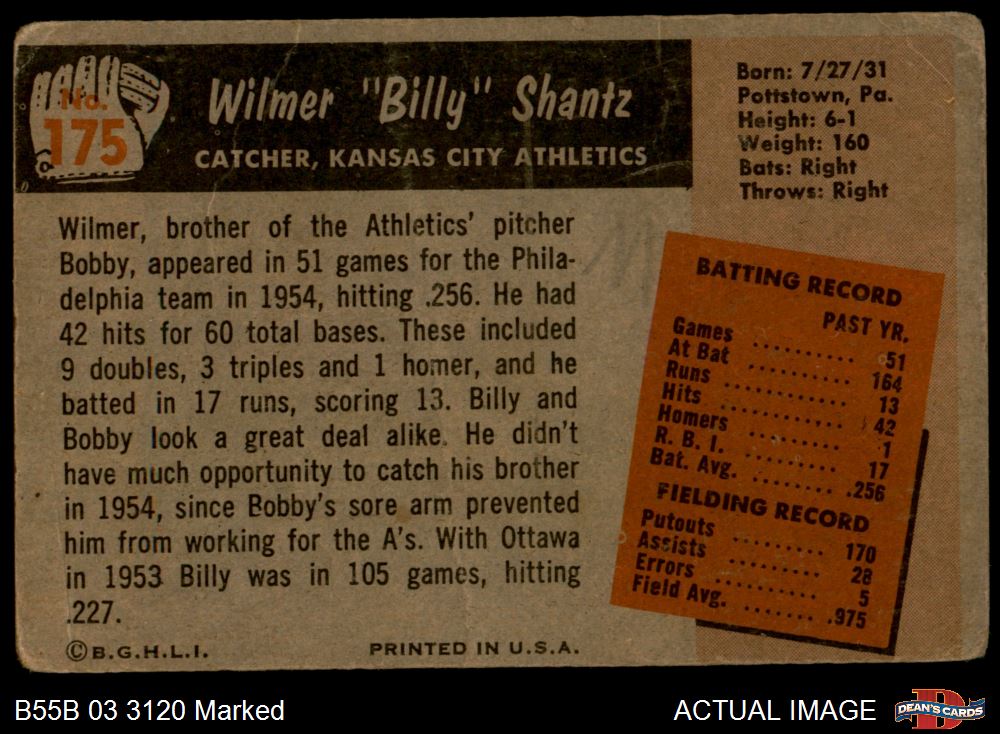 No.
175
Wilmer "Billy" Shantz
CATCHER, KANSAS CITY ATHLETICS
Born: 7/27/31
Pottstown, Pa.
Height: 6-1
Weight: 160
Bats: Right
Throws: Right
Wilmer, brother of the Athletics' pitcher
Bobby, appeared in 51 games for the Phila-
delphia team in 1954, hitting .256. He had
42 hits for 60 total bases. These included
9 doubles, 3 triples and 1 homer, and he
batted in 17 runs, scoring 13. Billy and
Bobby look a great deal alike. He didn't
have much opportunity to catch his brother
in 1954, since Bobby's sore arm prevented
him from working for the A's. With Ottawa
in 1953 Billy was in 105 games, hitting
.227.
BATTING RECORD
PAST YR.
Games .......... 51
At Bat .......... 164
Runs .......... 13
Hits .......... 42
Homers .......... 1
R. B. I. .......... 17
Bat. Avg. ........ .256
FIELDING RECORD
Putouts ......... 170
Assists ......... 28
Errors ......... 5
Field Avg. ....... .975
©B.G.H.L.I.
PRINTED IN U.S.A.
B55B 03 3120 Marked
ACTUAL IMAGE
DEAN'S CARDS